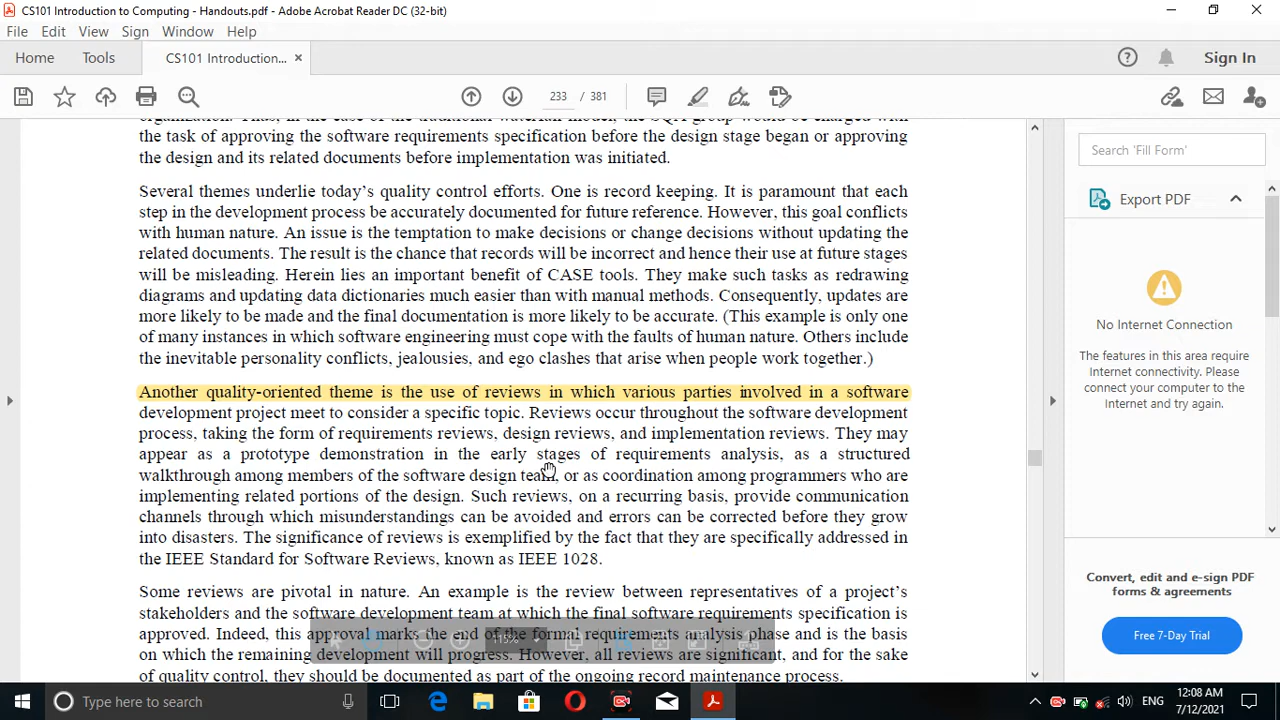 CS101 Introduction to Computing - Handouts.pdf - Adobe Acrobat Reader DC (32-bit)
File Edit View Sign Window Help
Home Tools CS101 Introduction... × Sign In
233 / 381
organization. Thus, in the case of the traditional waterfall model, the SQA group would be charged with
the task of approving the software requirements specification before the design stage began or approving
the design and its related documents before implementation was initiated.
Several themes underlie today's quality control efforts. One is record keeping. It is paramount that each
step in the development process be accurately documented for future reference. However, this goal conflicts
with human nature. An issue is the temptation to make decisions or change decisions without updating the
related documents. The result is the chance that records will be incorrect and hence their use at future stages
will be misleading. Herein lies an important benefit of CASE tools. They make such tasks as redrawing
diagrams and updating data dictionaries much easier than with manual methods. Consequently, updates are
more likely to be made and the final documentation is more likely to be accurate. (This example is only one
of many instances in which software engineering must cope with the faults of human nature. Others include
the inevitable personality conflicts, jealousies, and ego clashes that arise when people work together.)
Another quality-oriented theme is the use of reviews in which various parties involved in a software
development project meet to consider a specific topic. Reviews occur throughout the software development
process, taking the form of requirements reviews, design reviews, and implementation reviews. They may
appear as a prototype demonstration in the early stages of requirements analysis, as a structured
walkthrough among members of the software design team, or as coordination among programmers who are
implementing related portions of the design. Such reviews, on a recurring basis, provide communication
channels through which misunderstandings can be avoided and errors can be corrected before they grow
into disasters. The significance of reviews is exemplified by the fact that they are specifically addressed in
the IEEE Standard for Software Reviews, known as IEEE 1028.
Some reviews are pivotal in nature. An example is the review between representatives of a project's
stakeholders and the software development team at which the final software requirements specification is
approved. Indeed, this approval marks the end of the formal requirements analysis phase and is the basis
on which the remaining development will progress. However, all reviews are significant, and for the sake
of quality control, they should be documented as part of the ongoing record maintenance process.
115%
Search 'Fill Form'
Export PDF
No Internet Connection
The features in this area require
Internet connectivity. Please
connect your computer to the
Internet and try again.
Convert, edit and e-sign PDF
forms & agreements
Free 7-Day Trial
Type here to search
ENG
12:08 AM
7/12/2021